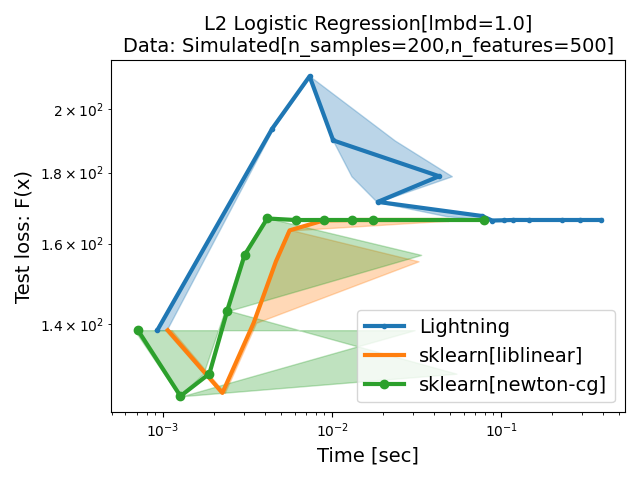 L2 Logistic Regression[lmbd=1.0]
Data: Simulated[n_samples=200,n_features=500]
Test loss: F(x)
2 × 10²
1.8 × 10²
1.6 × 10²
1.4 × 10²
Lightning
sklearn[liblinear]
sklearn[newton-cg]
10⁻³ 10⁻² 10⁻¹
Time [sec]